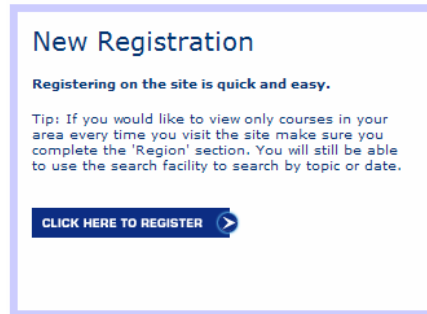 New Registration
Registering on the site is quick and easy.
Tip: If you would like to view only courses in your
area every time you visit the site make sure you
complete the 'Region' section. You will still be able
to use the search facility to search by topic or date.
CLICK HERE TO REGISTER